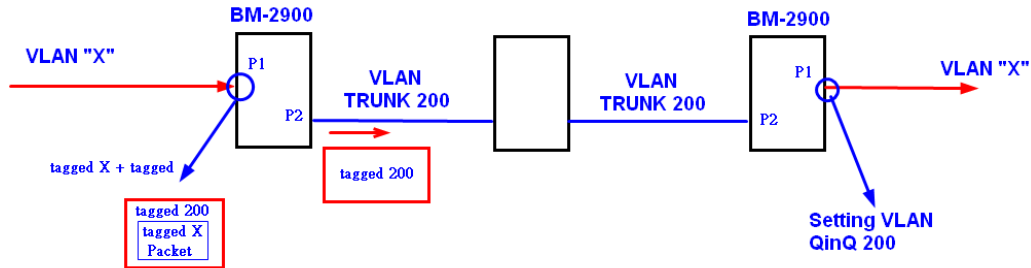 BM-2900
BM-2900
VLAN "X"
P1
P2
VLAN
TRUNK 200
VLAN
TRUNK 200
P1
P2
VLAN "X"
tagged X + tagged
tagged 200
tagged X
Packet
tagged 200
Setting VLAN
QinQ 200